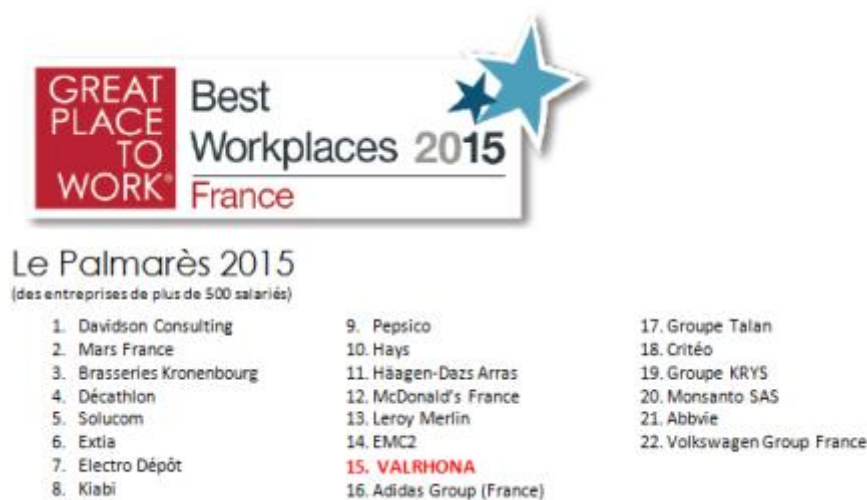 GREAT
PLACE
TO
WORK®
Best
Workplaces 2015
France
Le Palmarès 2015
(des entreprises de plus de 500 salariés)
1. Davidson Consulting
2. Mars France
3. Brasseries Kronenbourg
4. Décathlon
5. Solucom
6. Extia
7. Electro Dépôt
8. Kiabi
9. Pepsico
10. Hays
11. Häagen-Dazs Arras
12. McDonald's France
13. Leroy Merlin
14. EMC2
15. VALRHONA
16. Adidas Group (France)
17. Groupe Talan
18. Critéo
19. Groupe KRYS
20. Monsanto SAS
21. Abbvie
22. Volkswagen Group France